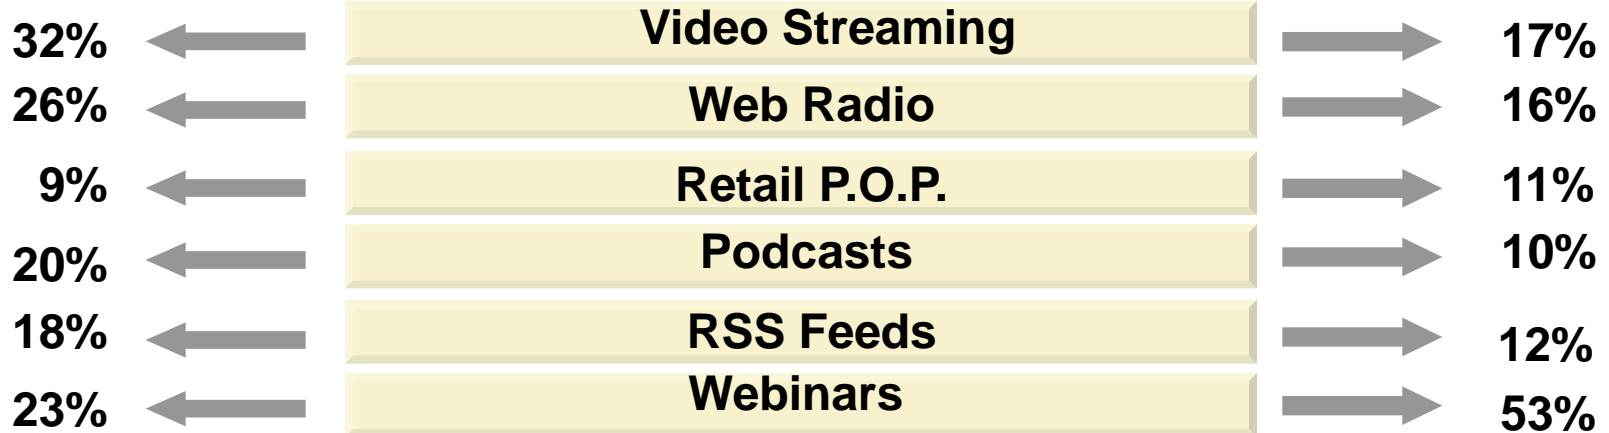 32% Video Streaming 17%
26% Web Radio 16%
9% Retail P.O.P. 11%
20% Podcasts 10%
18% RSS Feeds 12%
23% Webinars 53%